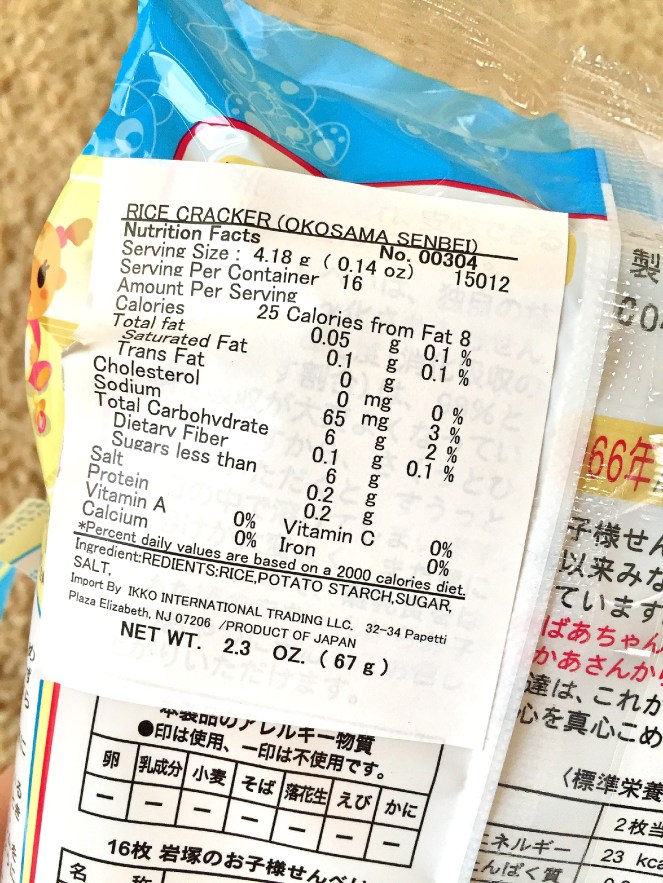 RICE CRACKER (OKOSAMA SENBEI)
Nutrition Facts No. 00304
Serving Size : 4.18 g ( 0.14 oz) 15012
Serving Per Container 16
Amount Per Serving
Calories 25 Calories from Fat 8
Total fat 0.05 g 0.1 %
Saturated Fat 0.1 g 0.1 %
Trans Fat 0 g
Cholesterol 0 mg 0 %
Sodium 65 mg 3 %
Total Carbohydrate 6 g 2 %
Dietary Fiber 0.1 g 0.1 %
Sugars less than 6 g
Salt 0.2 g
Protein 0.2 g
Vitamin A 0% Vitamin C 0%
Calcium 0% Iron 0%
*Percent daily values are based on a 2000 calories diet.
Ingredient:REDIENTS:RICE,POTATO STARCH,SUGAR,
SALT,
Import By IKKO INTERNATIONAL TRADING LLC. 32-34 Papetti
Plaza Elizabeth, NJ 07206 /PRODUCT OF JAPAN
NET WT. 2.3 OZ. ( 67 g )
本製品のアレルギー物質
●印は使用、ー印は不使用です。
卵 乳成分 小麦 そば 落花生 えび かに
ー ー ー ー ー ー ー
16枚 岩塚のお子様せんべい
名 称
製
66年
子様せん
以来みな
ています
ばあちゃん
かあさんから
達は、これか
心を真心こめ
〈標準栄養
2枚当
ネルギー 23 kca
んぱく質